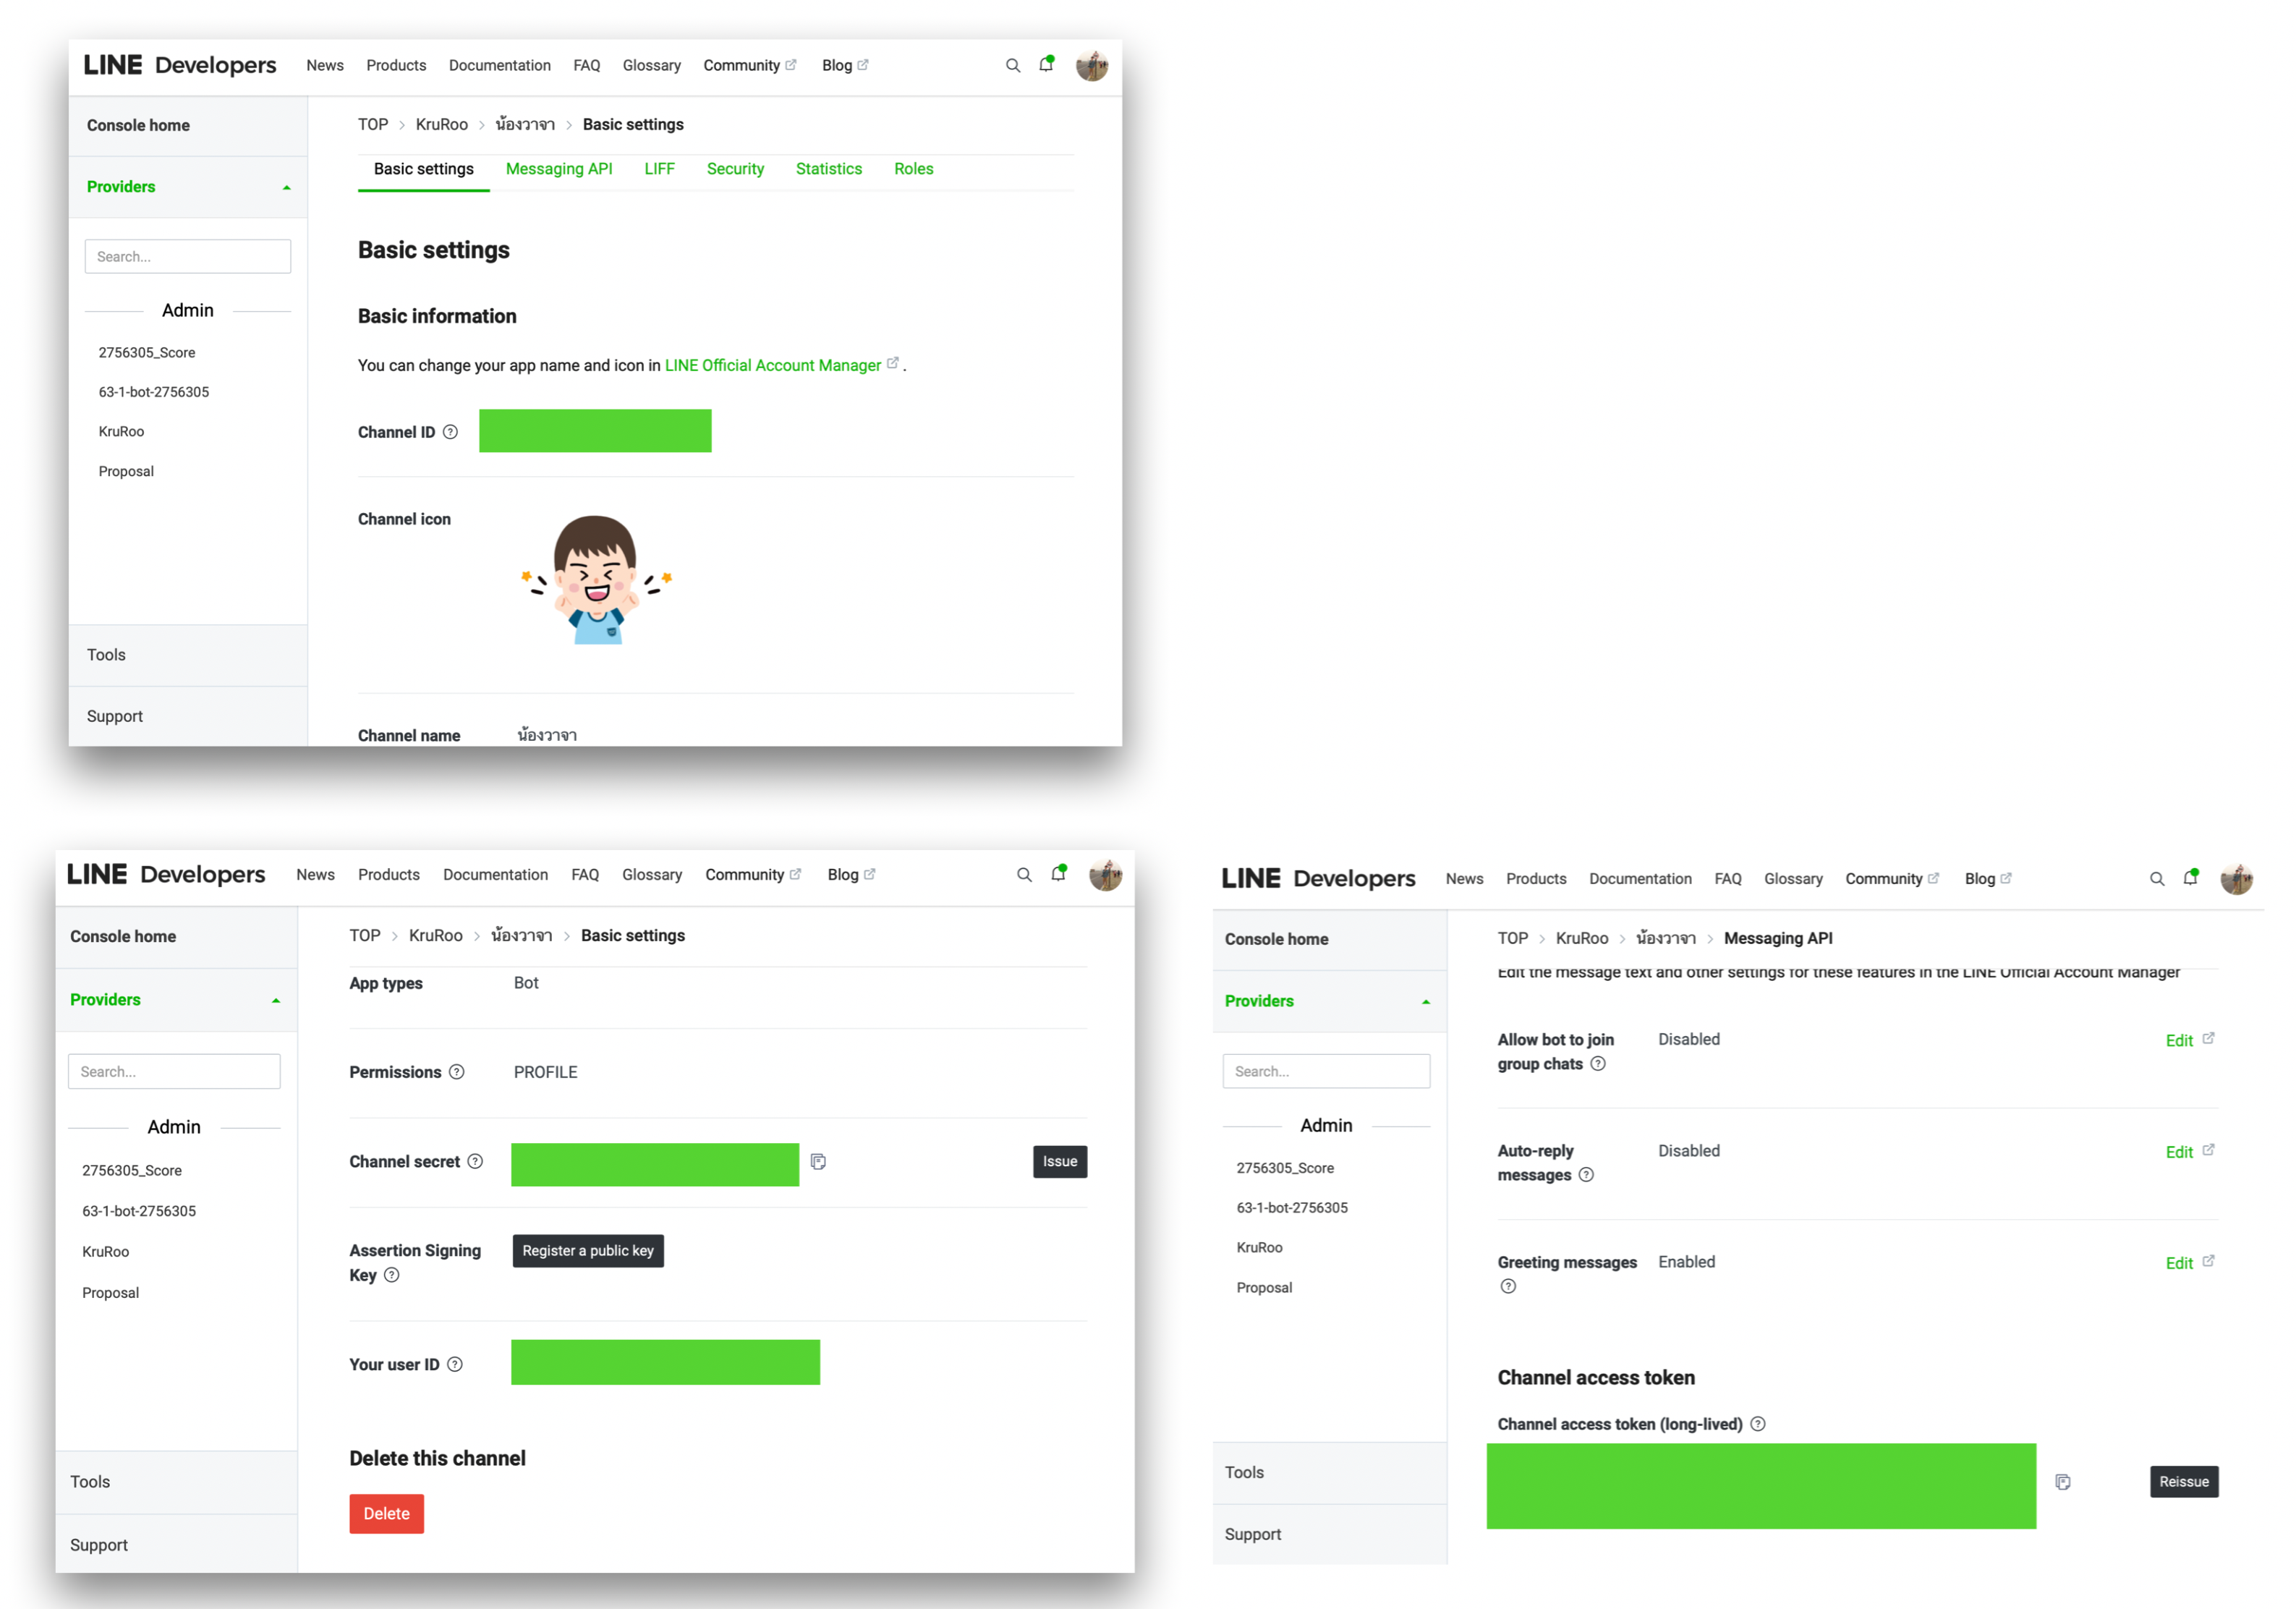 LINE Developers News Products Documentation FAQ Glossary Community Blog
Console home
Providers
Search...
Admin
2756305_Score
63-1-bot-2756305
KruRoo
Proposal
Tools
Support
TOP > KruRoo > น้องวาจา > Basic settings
Basic settings Messaging API LIFF Security Statistics Roles
Basic settings
Basic information
You can change your app name and icon in LINE Official Account Manager .
Channel ID ?
Channel icon
Channel name น้องวาจา
LINE Developers News Products Documentation FAQ Glossary Community Blog
Console home
Providers
Search...
Admin
2756305_Score
63-1-bot-2756305
KruRoo
Proposal
Tools
Support
TOP > KruRoo > น้องวาจา > Basic settings
App types Bot
Permissions ? PROFILE
Channel secret ? Issue
Assertion Signing Register a public key
Key ?
Your user ID ?
Delete this channel
Delete
LINE Developers News Products Documentation FAQ Glossary Community Blog
Console home
Providers
Search...
Admin
2756305_Score
63-1-bot-2756305
KruRoo
Proposal
Tools
Support
TOP > KruRoo > น้องวาจา > Messaging API
Edit the message text and other settings for these features in the LINE Official Account Manager
Allow bot to join Disabled Edit
group chats ?
Auto-reply Disabled Edit
messages ?
Greeting messages Enabled Edit
?
Channel access token
Channel access token (long-lived) ?
Reissue